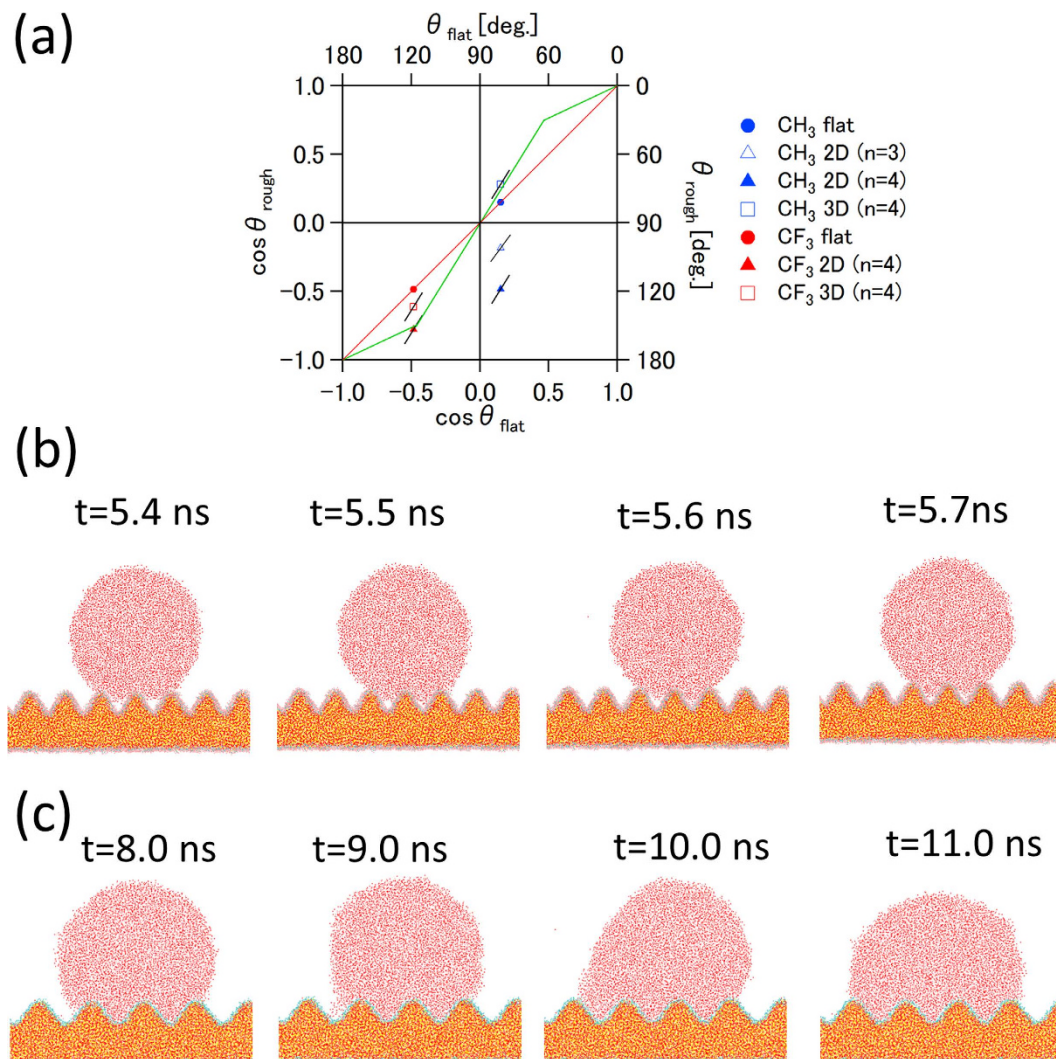 (a)
θ flat [deg.]
180 120 90 60 0
1.0 0
0.5 60
0.0 90
−0.5 120
−1.0 180
cos θ rough
θ rough [deg.]
−1.0 −0.5 0.0 0.5 1.0
cos θ flat
CH₃ flat
CH₃ 2D (n=3)
CH₃ 2D (n=4)
CH₃ 3D (n=4)
CF₃ flat
CF₃ 2D (n=4)
CF₃ 3D (n=4)
(b)
t=5.4 ns t=5.5 ns t=5.6 ns t=5.7ns
(c)
t=8.0 ns t=9.0 ns t=10.0 ns t=11.0 ns